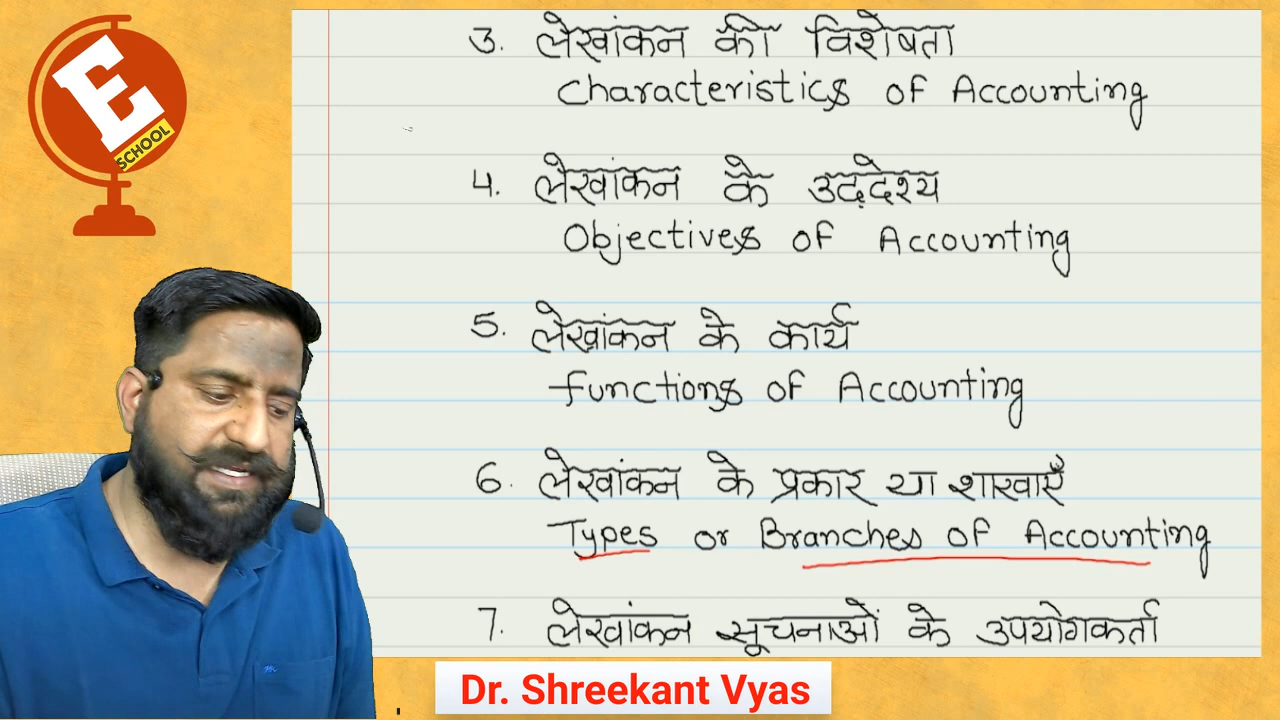 E
SCHOOL
3. लेखांकन की विशेषता
Characteristics of Accounting
4. लेखांकन के उद्देश्य
Objectives of Accounting
5. लेखांकन के कार्य
Functions of Accounting
6. लेखांकन के प्रकार या शाखाएँ
Types or Branches of Accounting
7. लेखांकन सूचनाओं के उपयोगकर्ता
Dr. Shreekant Vyas